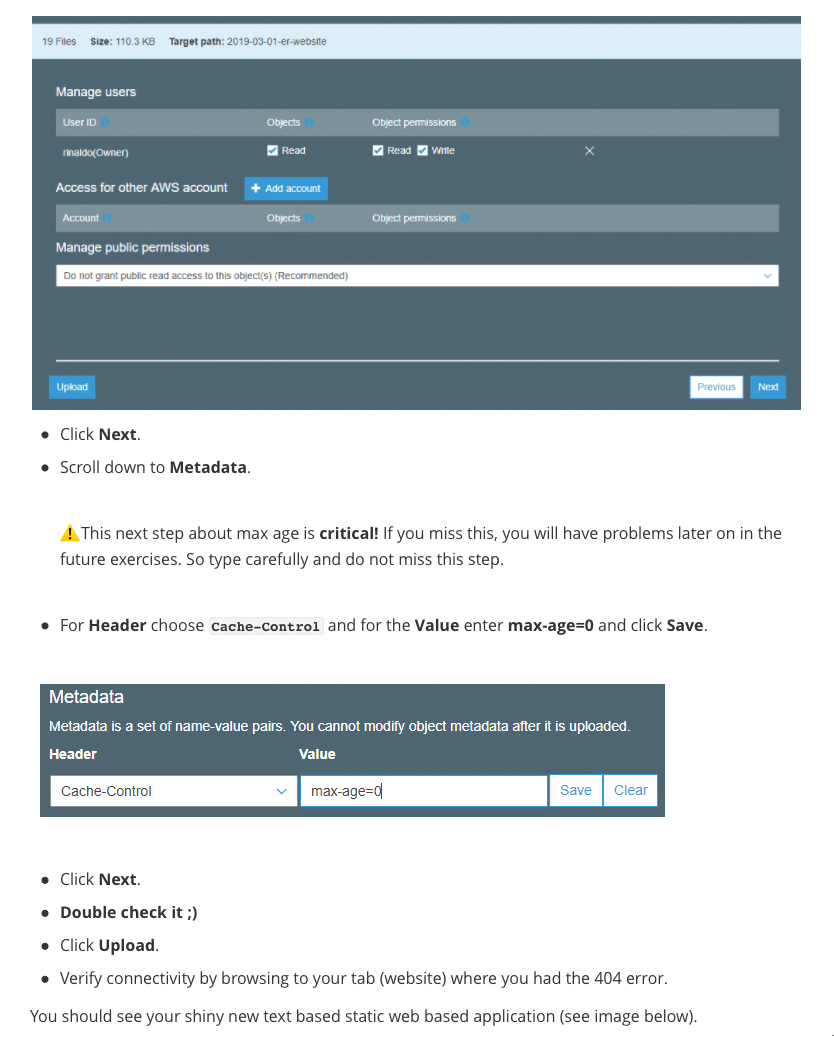 19 Files Size: 110.3 KB Target path: 2019-03-01-er-website
Manage users
User ID Objects Object permissions
rinaldo(Owner) Read Read Write
Access for other AWS account + Add account
Account Objects Object permissions
Manage public permissions
Do not grant public read access to this object(s) (Recommended)
Upload Previous Next
• Click Next.
• Scroll down to Metadata.
⚠️This next step about max age is critical! If you miss this, you will have problems later on in the
future exercises. So type carefully and do not miss this step.
• For Header choose Cache-Control and for the Value enter max-age=0 and click Save.
Metadata
Metadata is a set of name-value pairs. You cannot modify object metadata after it is uploaded.
Header Value
Cache-Control max-age=0 Save Clear
• Click Next.
• Double check it ;)
• Click Upload.
• Verify connectivity by browsing to your tab (website) where you had the 404 error.
You should see your shiny new text based static web based application (see image below).